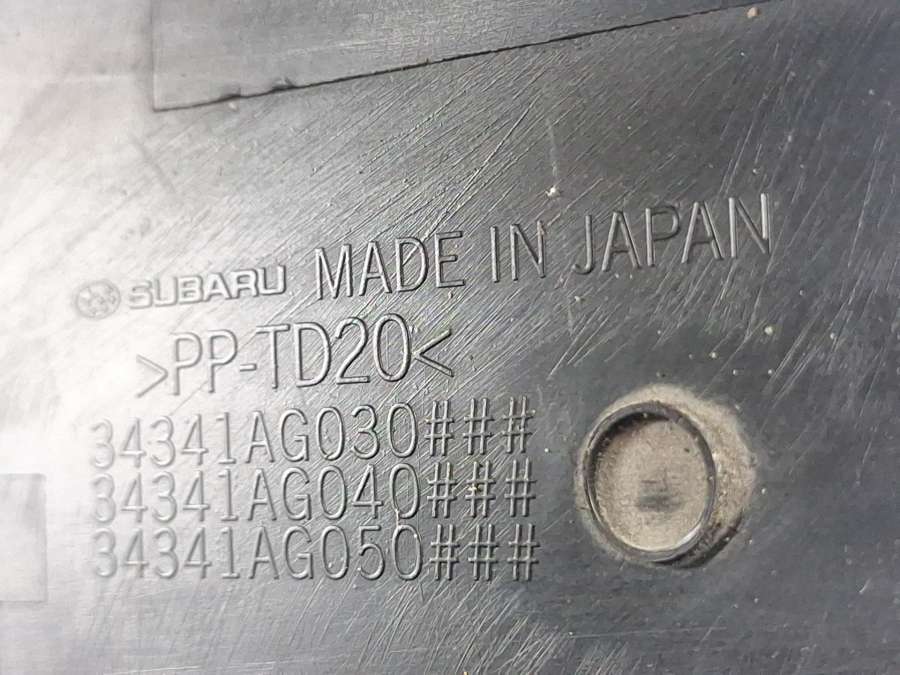 SUBARU MADE IN JAPAN
>PP-TD20<
34341AG030###
34341AG040###
34341AG050###